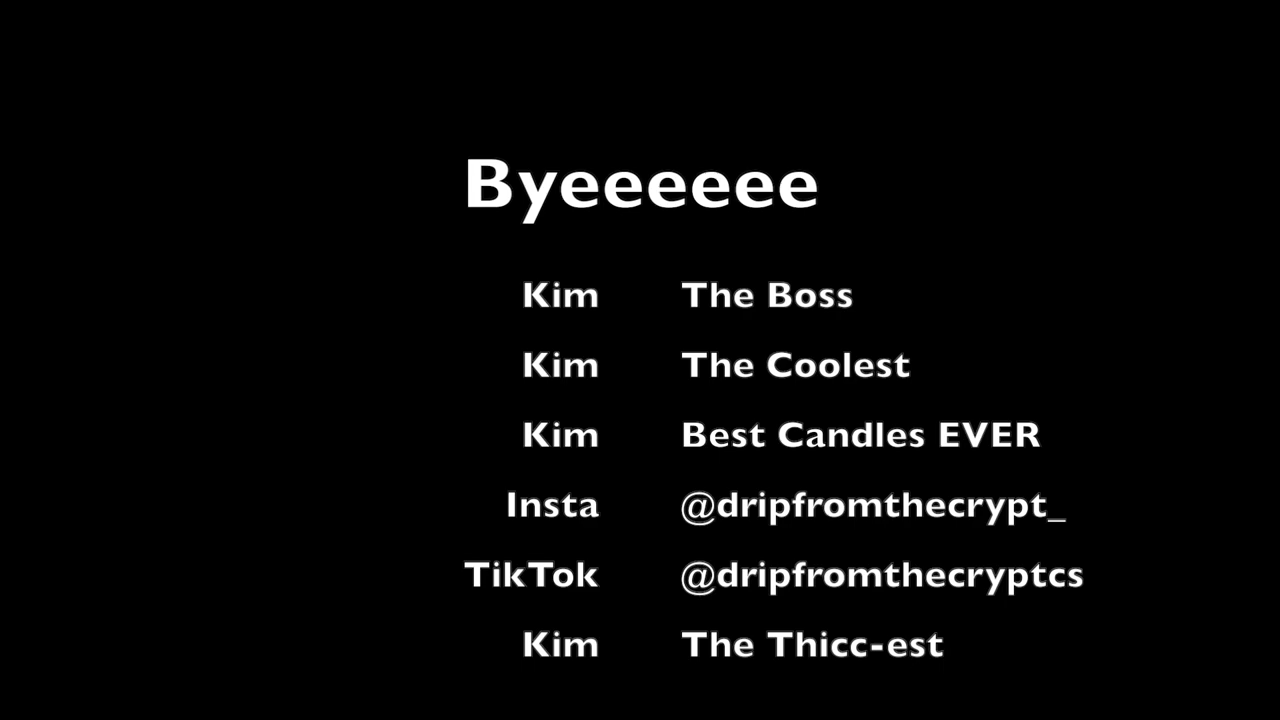 Byeeeeee
Kim The Boss
Kim The Coolest
Kim Best Candles EVER
Insta @dripfromthecrypt_
TikTok @dripfromthecryptcs
Kim The Thicc-est